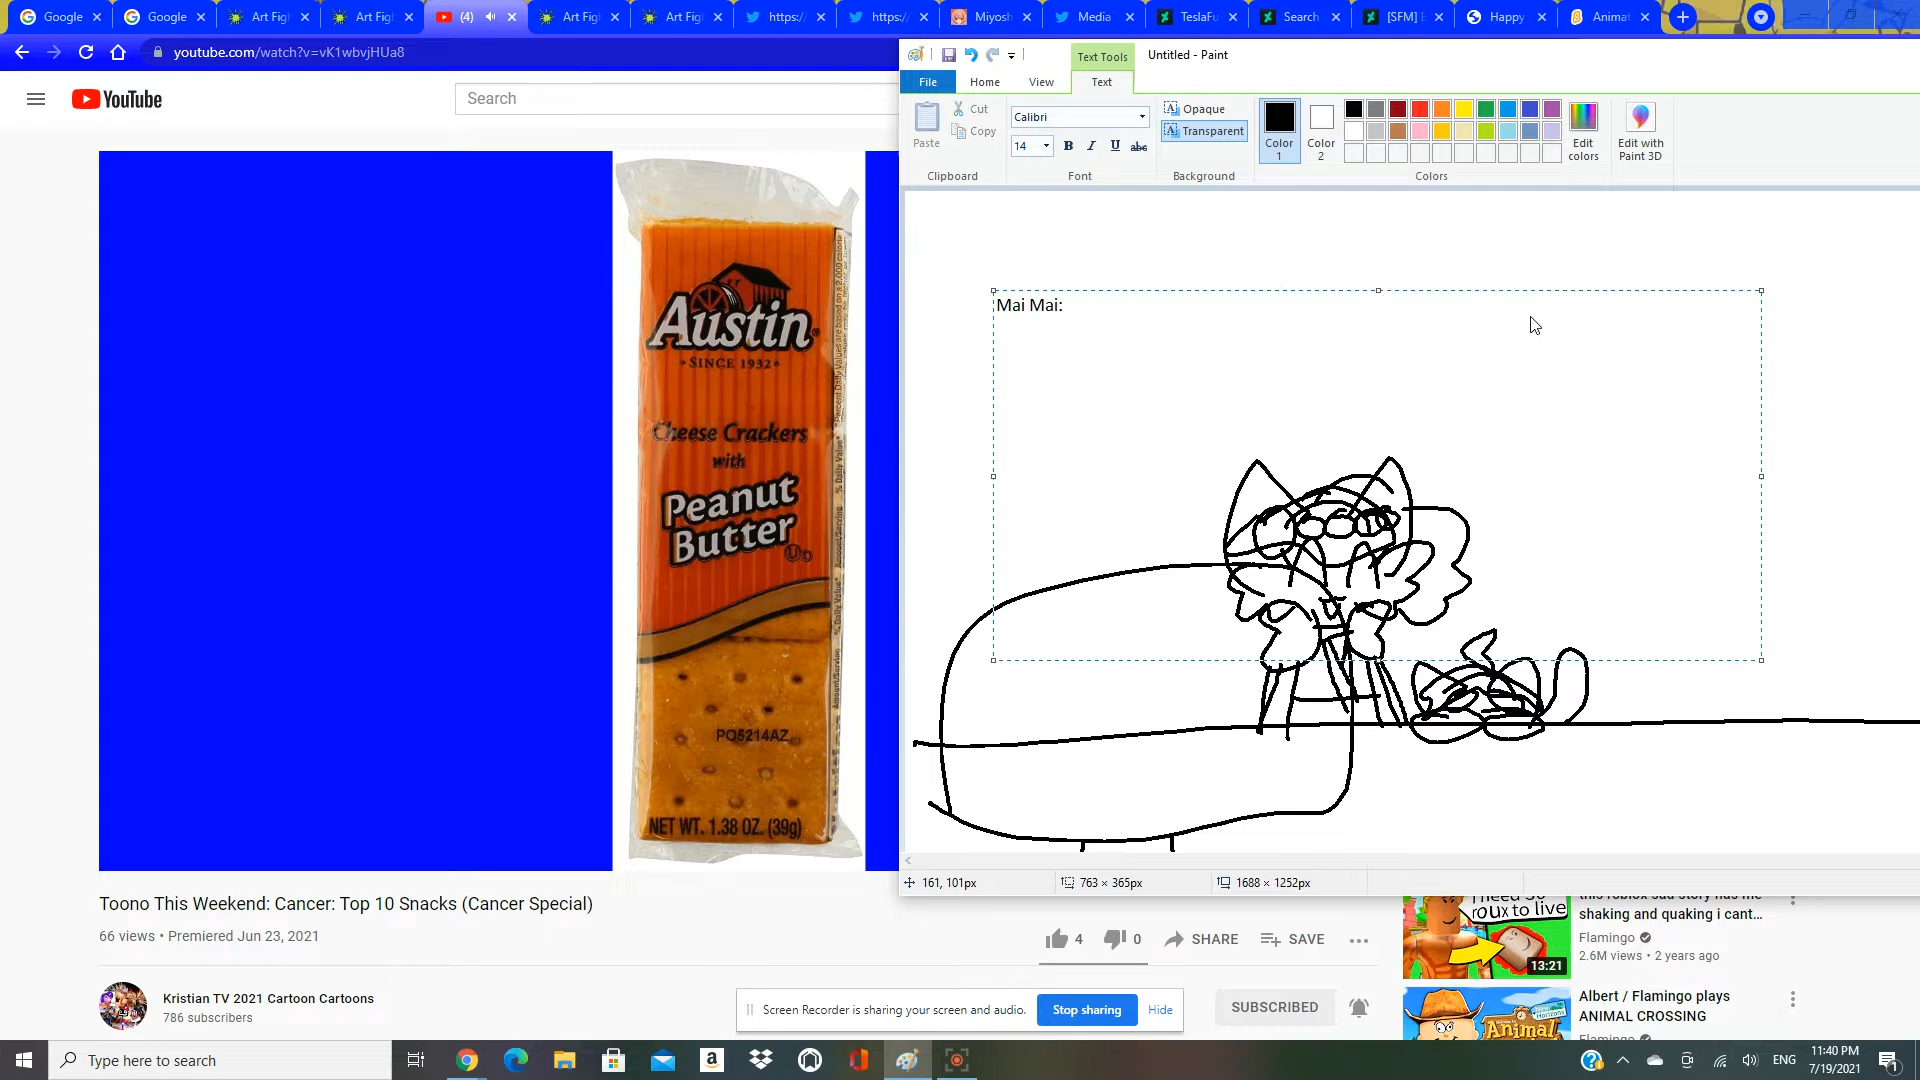 Google
Google
Art Figh
Art Figh
(4)
Art Figh
Art Figh
https:/
https:/
Miyosh
Media
TeslaFu
Search
[SFM] E
Happy
Animat
youtube.com/watch?v=vK1wbvjHUa8
Untitled - Paint
Text Tools
File
Home
View
Text
YouTube
Search
Paste
Cut
Copy
Clipboard
Calibri
14
B I U abc
Font
Opaque
Transparent
Background
Color 1
Color 2
Edit colors
Colors
Edit with Paint 3D
Mai Mai:
Austin
• SINCE 1932 •
Cheese Crackers
with
Peanut
Butter
PQ5214AZ
NET WT. 1.38 OZ. (39g)
161, 101px
763 × 365px
1688 × 1252px
Toono This Weekend: Cancer: Top 10 Snacks (Cancer Special)
66 views • Premiered Jun 23, 2021
4
0
SHARE
SAVE
Kristian TV 2021 Cartoon Cartoons
786 subscribers
SUBSCRIBED
Screen Recorder is sharing your screen and audio.
Stop sharing
Hide
roux to live
13:21
shaking and quaking i cant...
Flamingo
2.6M views • 2 years ago
Animal
Albert / Flamingo plays
ANIMAL CROSSING
Type here to search
ENG
11:40 PM
7/19/2021
1